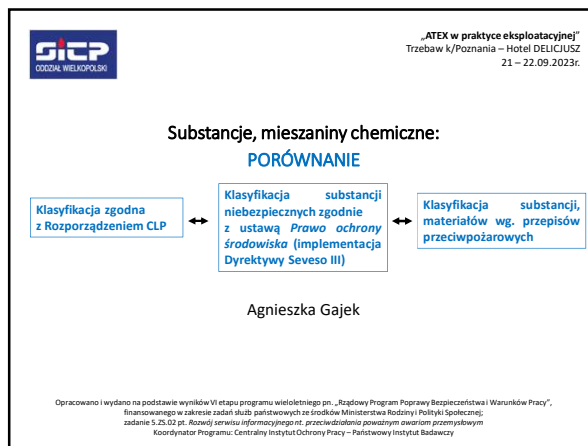 SITP
ODDZIAŁ WIELKOPOLSKI
„ATEX w praktyce eksploatacyjnej”
Trzebaw k/Poznania – Hotel DELICJUSZ
21 – 22.09.2023r.
Substancje, mieszaniny chemiczne:
PORÓWNANIE
Klasyfikacja zgodna
z Rozporządzeniem CLP
Klasyfikacja substancji
niebezpiecznych zgodnie
z ustawą Prawo ochrony
środowiska (implementacja
Dyrektywy Seveso III)
Klasyfikacja substancji,
materiałów wg. przepisów
przeciwpożarowych
Agnieszka Gajek
Opracowano i wydano na podstawie wyników VI etapu programu wieloletniego pn. „Rządowy Program Poprawy Bezpieczeństwa i Warunków Pracy”,
finansowanego w zakresie zadań służb państwowych ze środków Ministerstwa Rodziny i Polityki Społecznej;
zadanie 5.ZS.02 pt. Rozwój serwisu informacyjnego nt. przeciwdziałania poważnym awariom przemysłowym
Koordynator Programu: Centralny Instytut Ochrony Pracy – Państwowy Instytut Badawczy